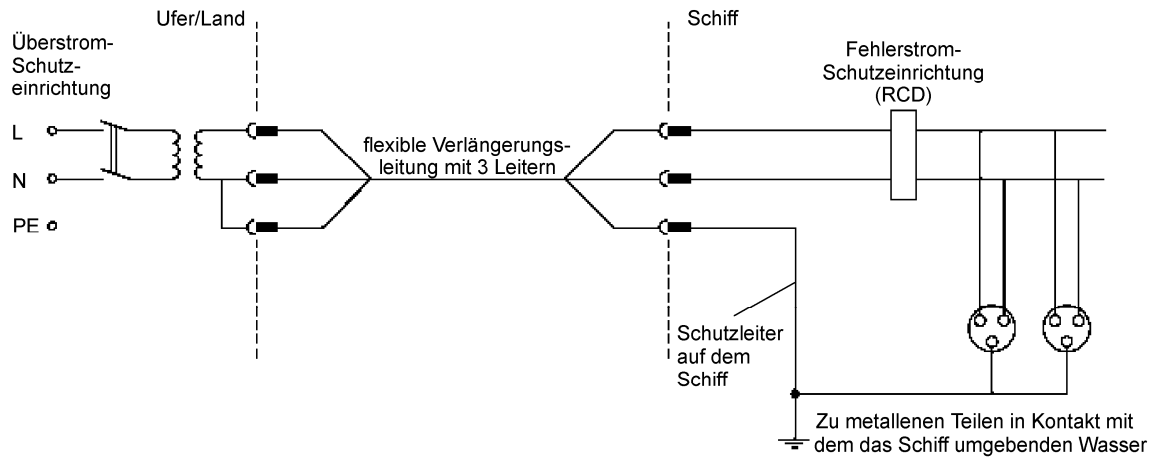 Ufer/Land
Schiff
Überstrom-
Schutz-
einrichtung
Fehlerstrom-
Schutzeinrichtung
(RCD)
L
N
PE
flexible Verlängerungs-
leitung mit 3 Leitern
Schutzleiter
auf dem
Schiff
Zu metallenen Teilen in Kontakt mit
dem das Schiff umgebenden Wasser